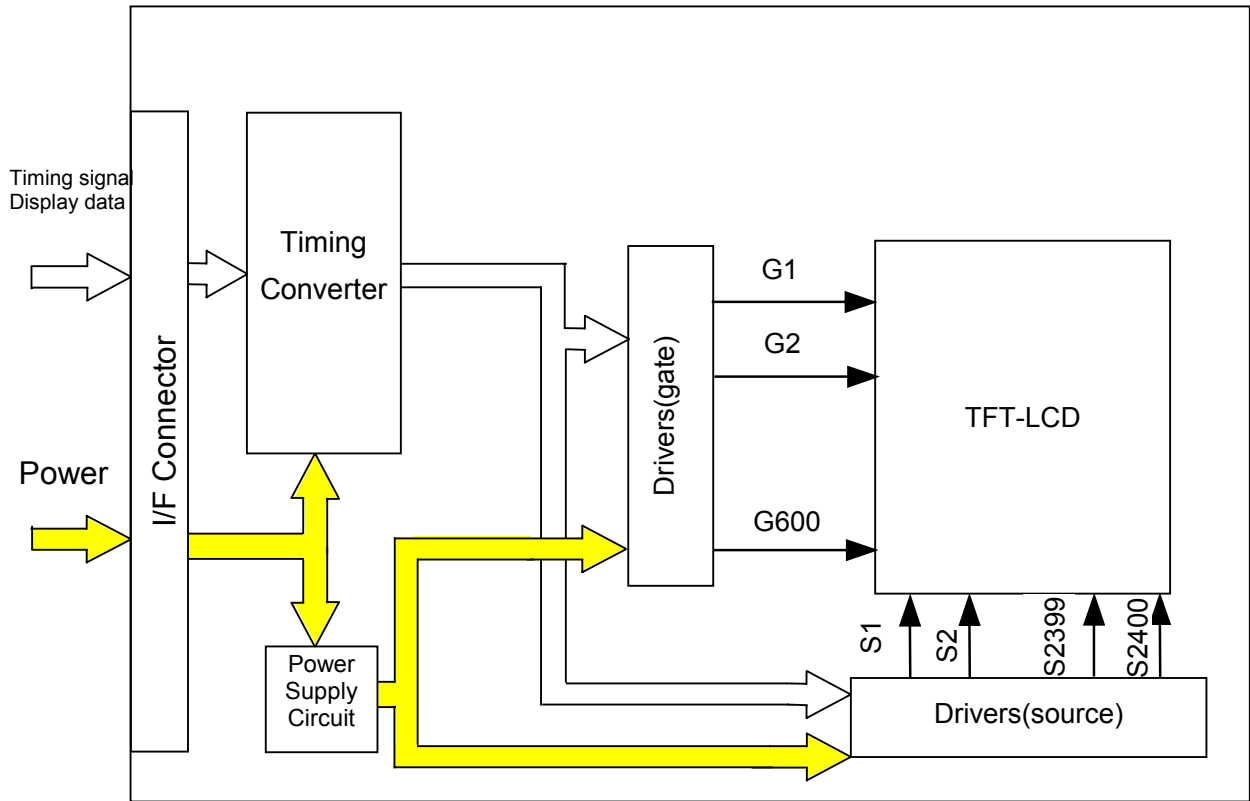 Timing signal
Display data
Power
I/F Connector
Timing
Converter
Power
Supply
Circuit
Drivers(gate)
G1
G2
G600
TFT-LCD
S1
S2
S2399
S2400
Drivers(source)